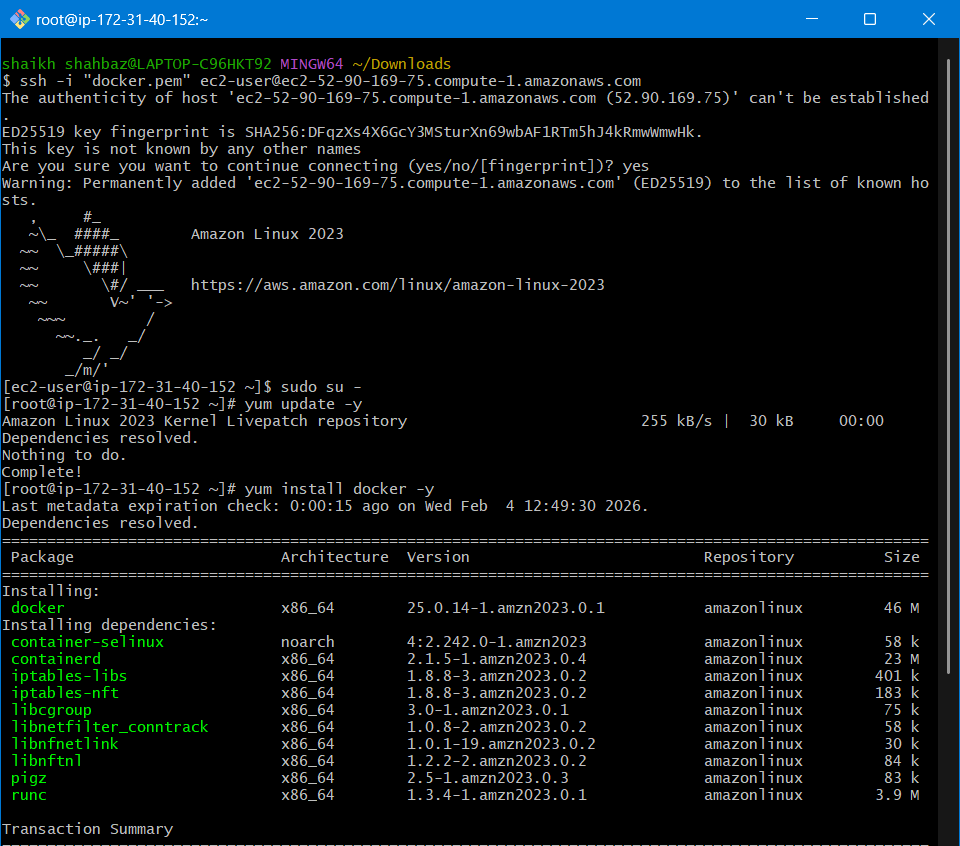 root@ip-172-31-40-152:~
shaikh shahbaz@LAPTOP-C96HKT92 MINGW64 ~/Downloads
$ ssh -i "docker.pem" ec2-user@ec2-52-90-169-75.compute-1.amazonaws.com
The authenticity of host 'ec2-52-90-169-75.compute-1.amazonaws.com (52.90.169.75)' can't be established
.
ED25519 key fingerprint is SHA256:DFqzXs4X6GcY3MSturXn69wbAF1RTm5hJ4kRmwWmwHk.
This key is not known by any other names
Are you sure you want to continue connecting (yes/no/[fingerprint])? yes
Warning: Permanently added 'ec2-52-90-169-75.compute-1.amazonaws.com' (ED25519) to the list of known ho
sts.
   ,     #_
   ~\_  ####_        Amazon Linux 2023
  ~~  \_#####\
  ~~     \###|
  ~~       \#/ ___   https://aws.amazon.com/linux/amazon-linux-2023
   ~~       V~' '->
    ~~~         /
      ~~._.   _/
         _/ _/
       _/m/'
[ec2-user@ip-172-31-40-152 ~]$ sudo su -
[root@ip-172-31-40-152 ~]# yum update -y
Amazon Linux 2023 Kernel Livepatch repository                          255 kB/s |  30 kB     00:00
Dependencies resolved.
Nothing to do.
Complete!
[root@ip-172-31-40-152 ~]# yum install docker -y
Last metadata expiration check: 0:00:15 ago on Wed Feb  4 12:49:30 2026.
Dependencies resolved.
=======================================================================================================
 Package                       Architecture  Version                          Repository          Size
=======================================================================================================
Installing:
 docker                        x86_64        25.0.14-1.amzn2023.0.1           amazonlinux         46 M
Installing dependencies:
 container-selinux             noarch        4:2.242.0-1.amzn2023             amazonlinux         58 k
 containerd                    x86_64        2.1.5-1.amzn2023.0.4             amazonlinux         23 M
 iptables-libs                 x86_64        1.8.8-3.amzn2023.0.2             amazonlinux        401 k
 iptables-nft                  x86_64        1.8.8-3.amzn2023.0.2             amazonlinux        183 k
 libcgroup                     x86_64        3.0-1.amzn2023.0.1               amazonlinux         75 k
 libnetfilter_conntrack        x86_64        1.0.8-2.amzn2023.0.2             amazonlinux         58 k
 libnfnetlink                  x86_64        1.0.1-19.amzn2023.0.2            amazonlinux         30 k
 libnftnl                      x86_64        1.2.2-2.amzn2023.0.2             amazonlinux         84 k
 pigz                          x86_64        2.5-1.amzn2023.0.3               amazonlinux         83 k
 runc                          x86_64        1.3.4-1.amzn2023.0.1             amazonlinux        3.9 M
Transaction Summary
=======================================================================================================